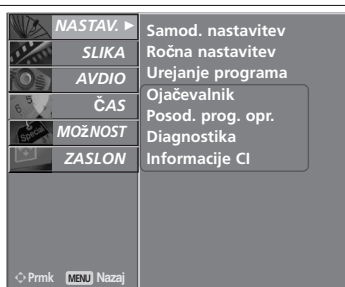 NASTAV. ►
SLIKA
AVDIO
ČAS
MOŽNOST
ZASLON
Samod. nastavitev
Ročna nastavitev
Urejanje programa
Ojačevalnik
Posod. prog. opr.
Diagnostika
Informacije CI
Prmk MENU Nazaj